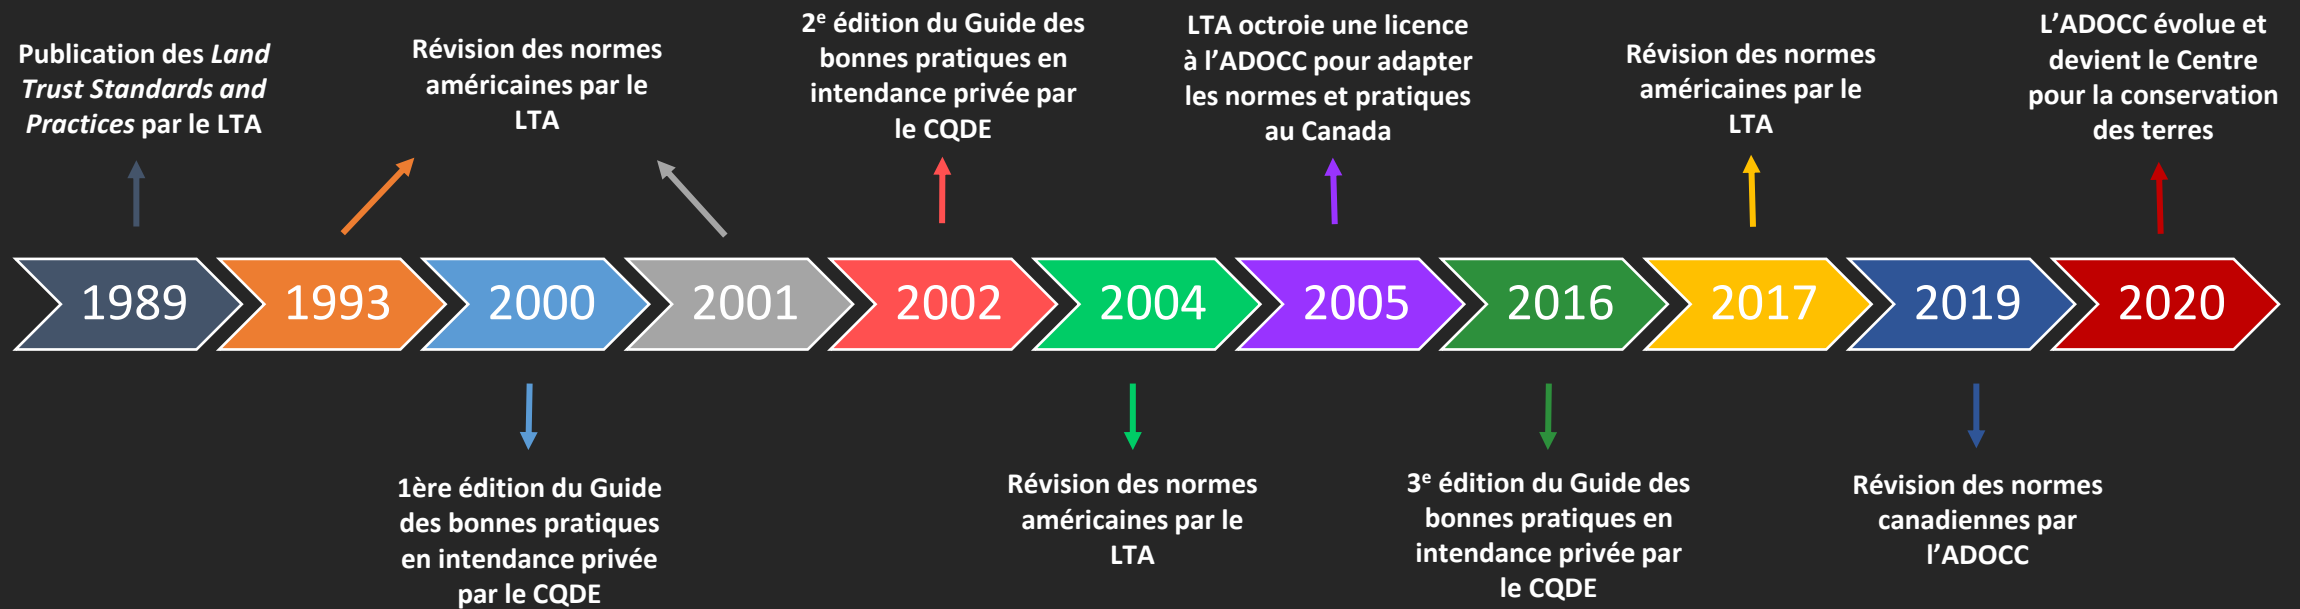 Publication des Land
Trust Standards and
Practices par le LTA
Révision des normes
américaines par le
LTA
2e édition du Guide des
bonnes pratiques en
intendance privée par
le CQDE
LTA octroie une licence
à l’ADOCC pour adapter
les normes et pratiques
au Canada
Révision des normes
américaines par le
LTA
L’ADOCC évolue et
devient le Centre
pour la conservation
des terres
1989
1993
2000
2001
2002
2004
2005
2016
2017
2019
2020
1ère édition du Guide
des bonnes pratiques
en intendance privée
par le CQDE
Révision des normes
américaines par le
LTA
3e édition du Guide des
bonnes pratiques en
intendance privée par
le CQDE
Révision des normes
canadiennes par
l’ADOCC